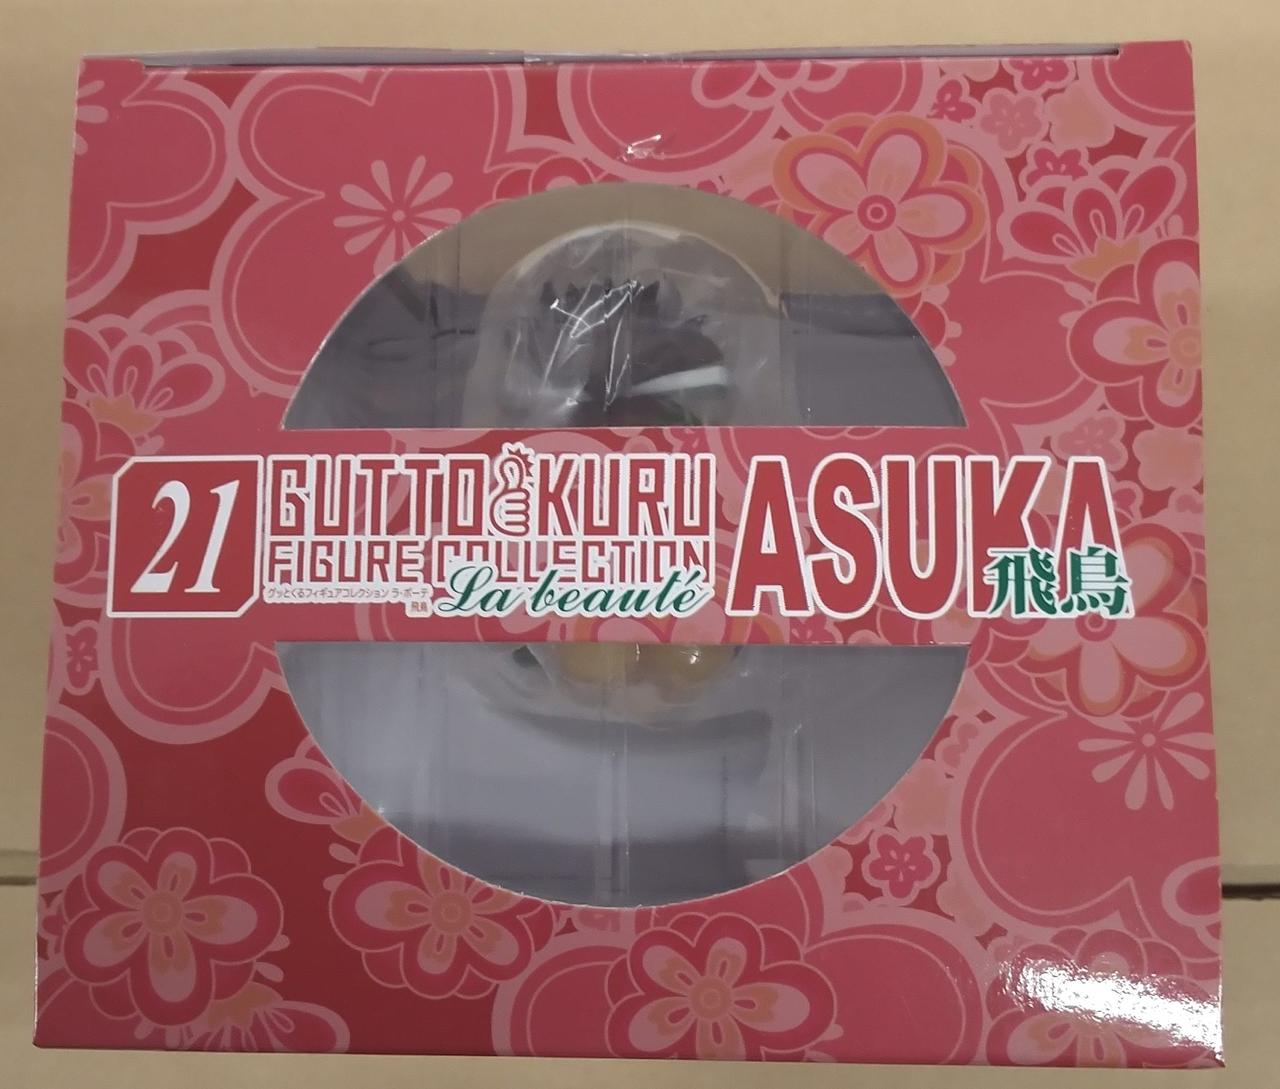 21
GUTTO KURU
FIGURE COLLECTION
グッとくるフィギュアコレクション ラ・ボーテ
飛鳥
La beauté
ASUKA
飛鳥